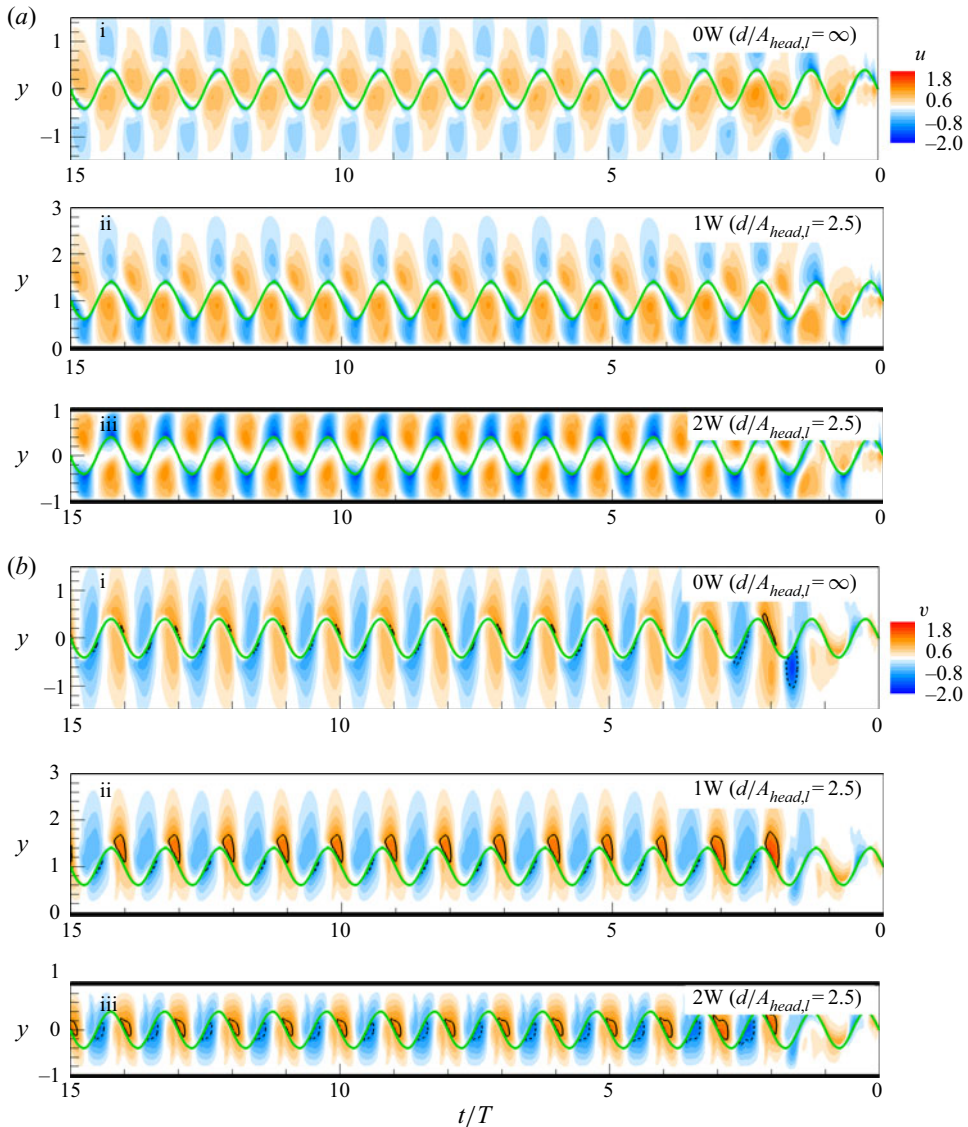 (a)
i
0W (d/A_head,l = ∞)
1
y
0
–1
15
10
5
0
u
1.8
0.6
–0.8
–2.0
3
ii
1W (d/A_head,l = 2.5)
2
y
1
0
15
10
5
0
1
iii
2W (d/A_head,l = 2.5)
y
0
–1
15
10
5
0
(b)
i
0W (d/A_head,l = ∞)
1
y
0
–1
15
10
5
0
v
1.8
0.6
–0.8
–2.0
3
ii
1W (d/A_head,l = 2.5)
2
y
1
0
15
10
5
0
1
iii
2W (d/A_head,l = 2.5)
y
0
–1
15
10
5
0
t/T